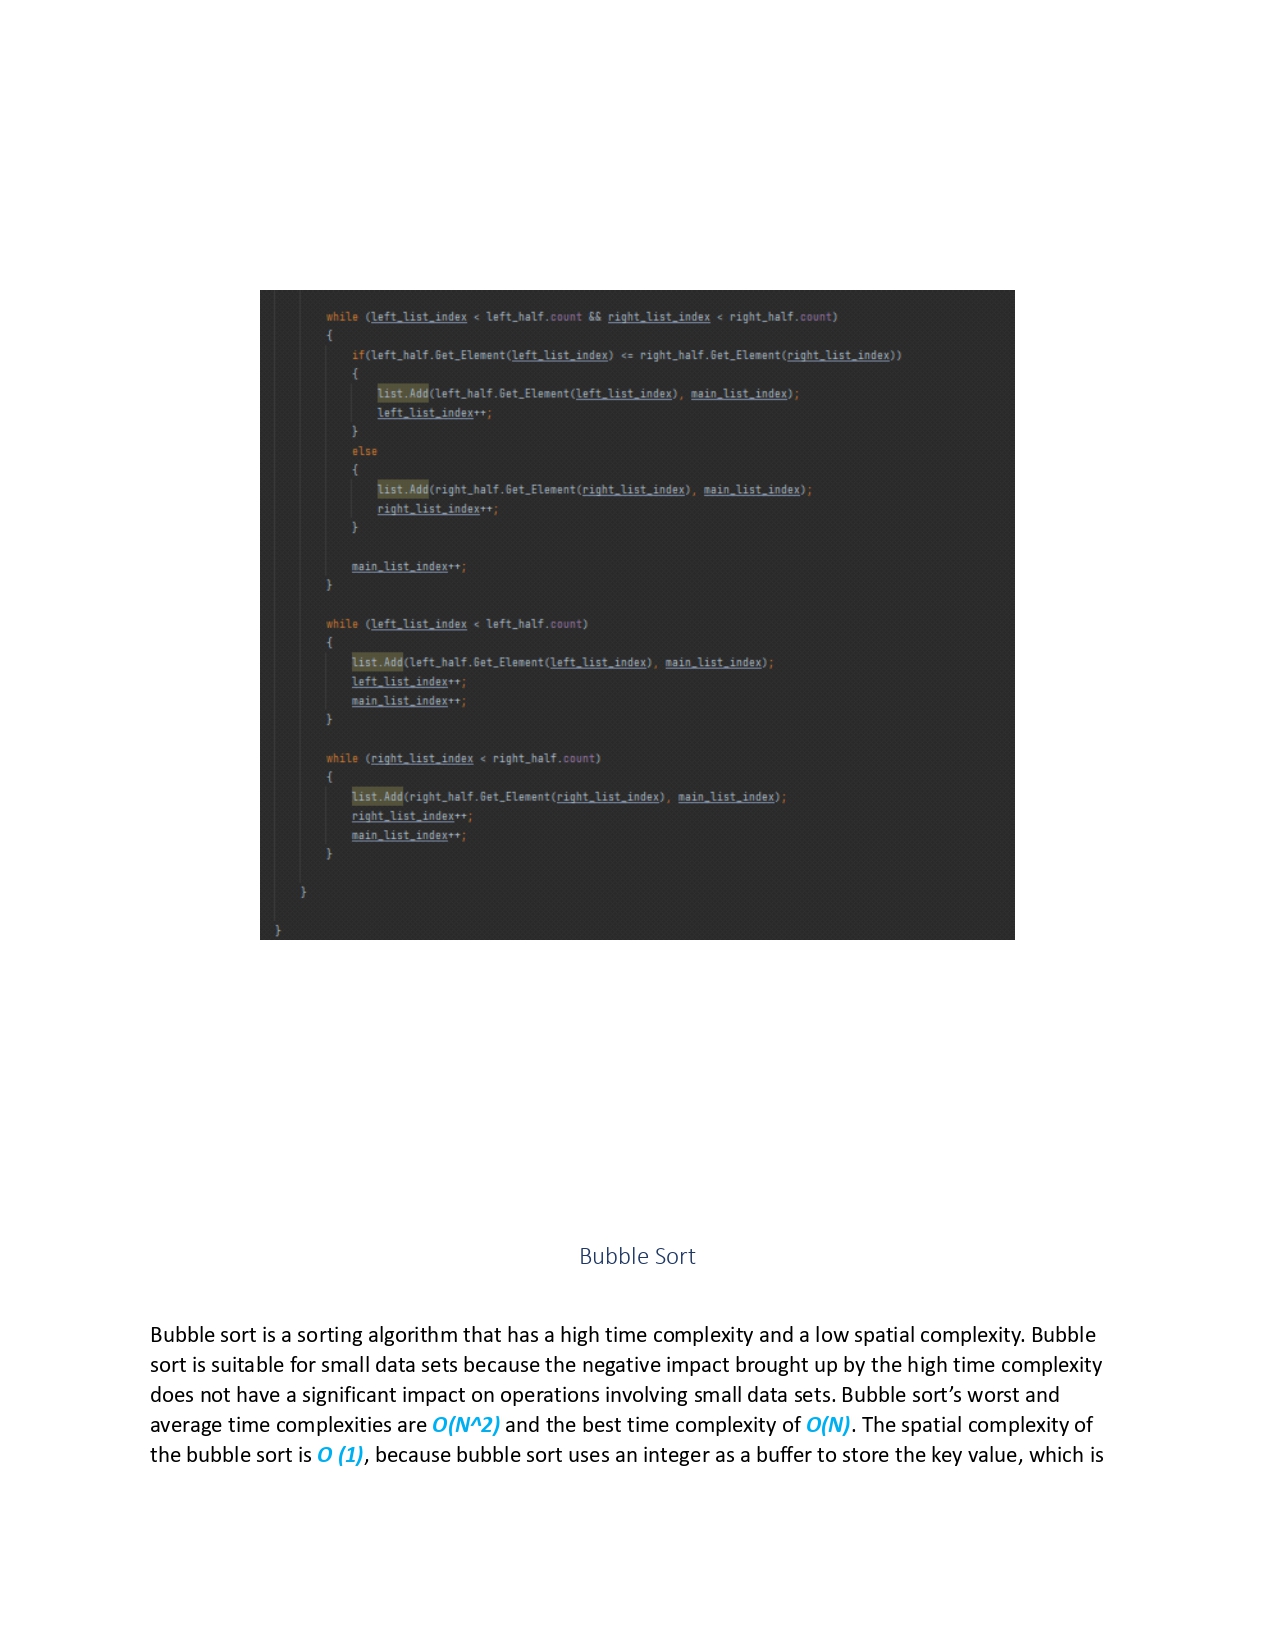 while (left_list_index < left_half.count && right_list_index < right_half.count)
{
if(left_half.Get_Element(left_list_index) <= right_half.Get_Element(right_list_index))
{
list.Add(left_half.Get_Element(left_list_index), main_list_index);
left_list_index++;
}
else
{
list.Add(right_half.Get_Element(right_list_index), main_list_index);
right_list_index++;
}
main_list_index++;
}
while (left_list_index < left_half.count)
{
list.Add(left_half.Get_Element(left_list_index), main_list_index);
left_list_index++;
main_list_index++;
}
while (right_list_index < right_half.count)
{
list.Add(right_half.Get_Element(right_list_index), main_list_index);
right_list_index++;
main_list_index++;
}
}
}
Bubble Sort
Bubble sort is a sorting algorithm that has a high time complexity and a low spatial complexity. Bubble
sort is suitable for small data sets because the negative impact brought up by the high time complexity
does not have a significant impact on operations involving small data sets. Bubble sort’s worst and
average time complexities are O(N^2) and the best time complexity of O(N). The spatial complexity of
the bubble sort is O (1), because bubble sort uses an integer as a buffer to store the key value, which is